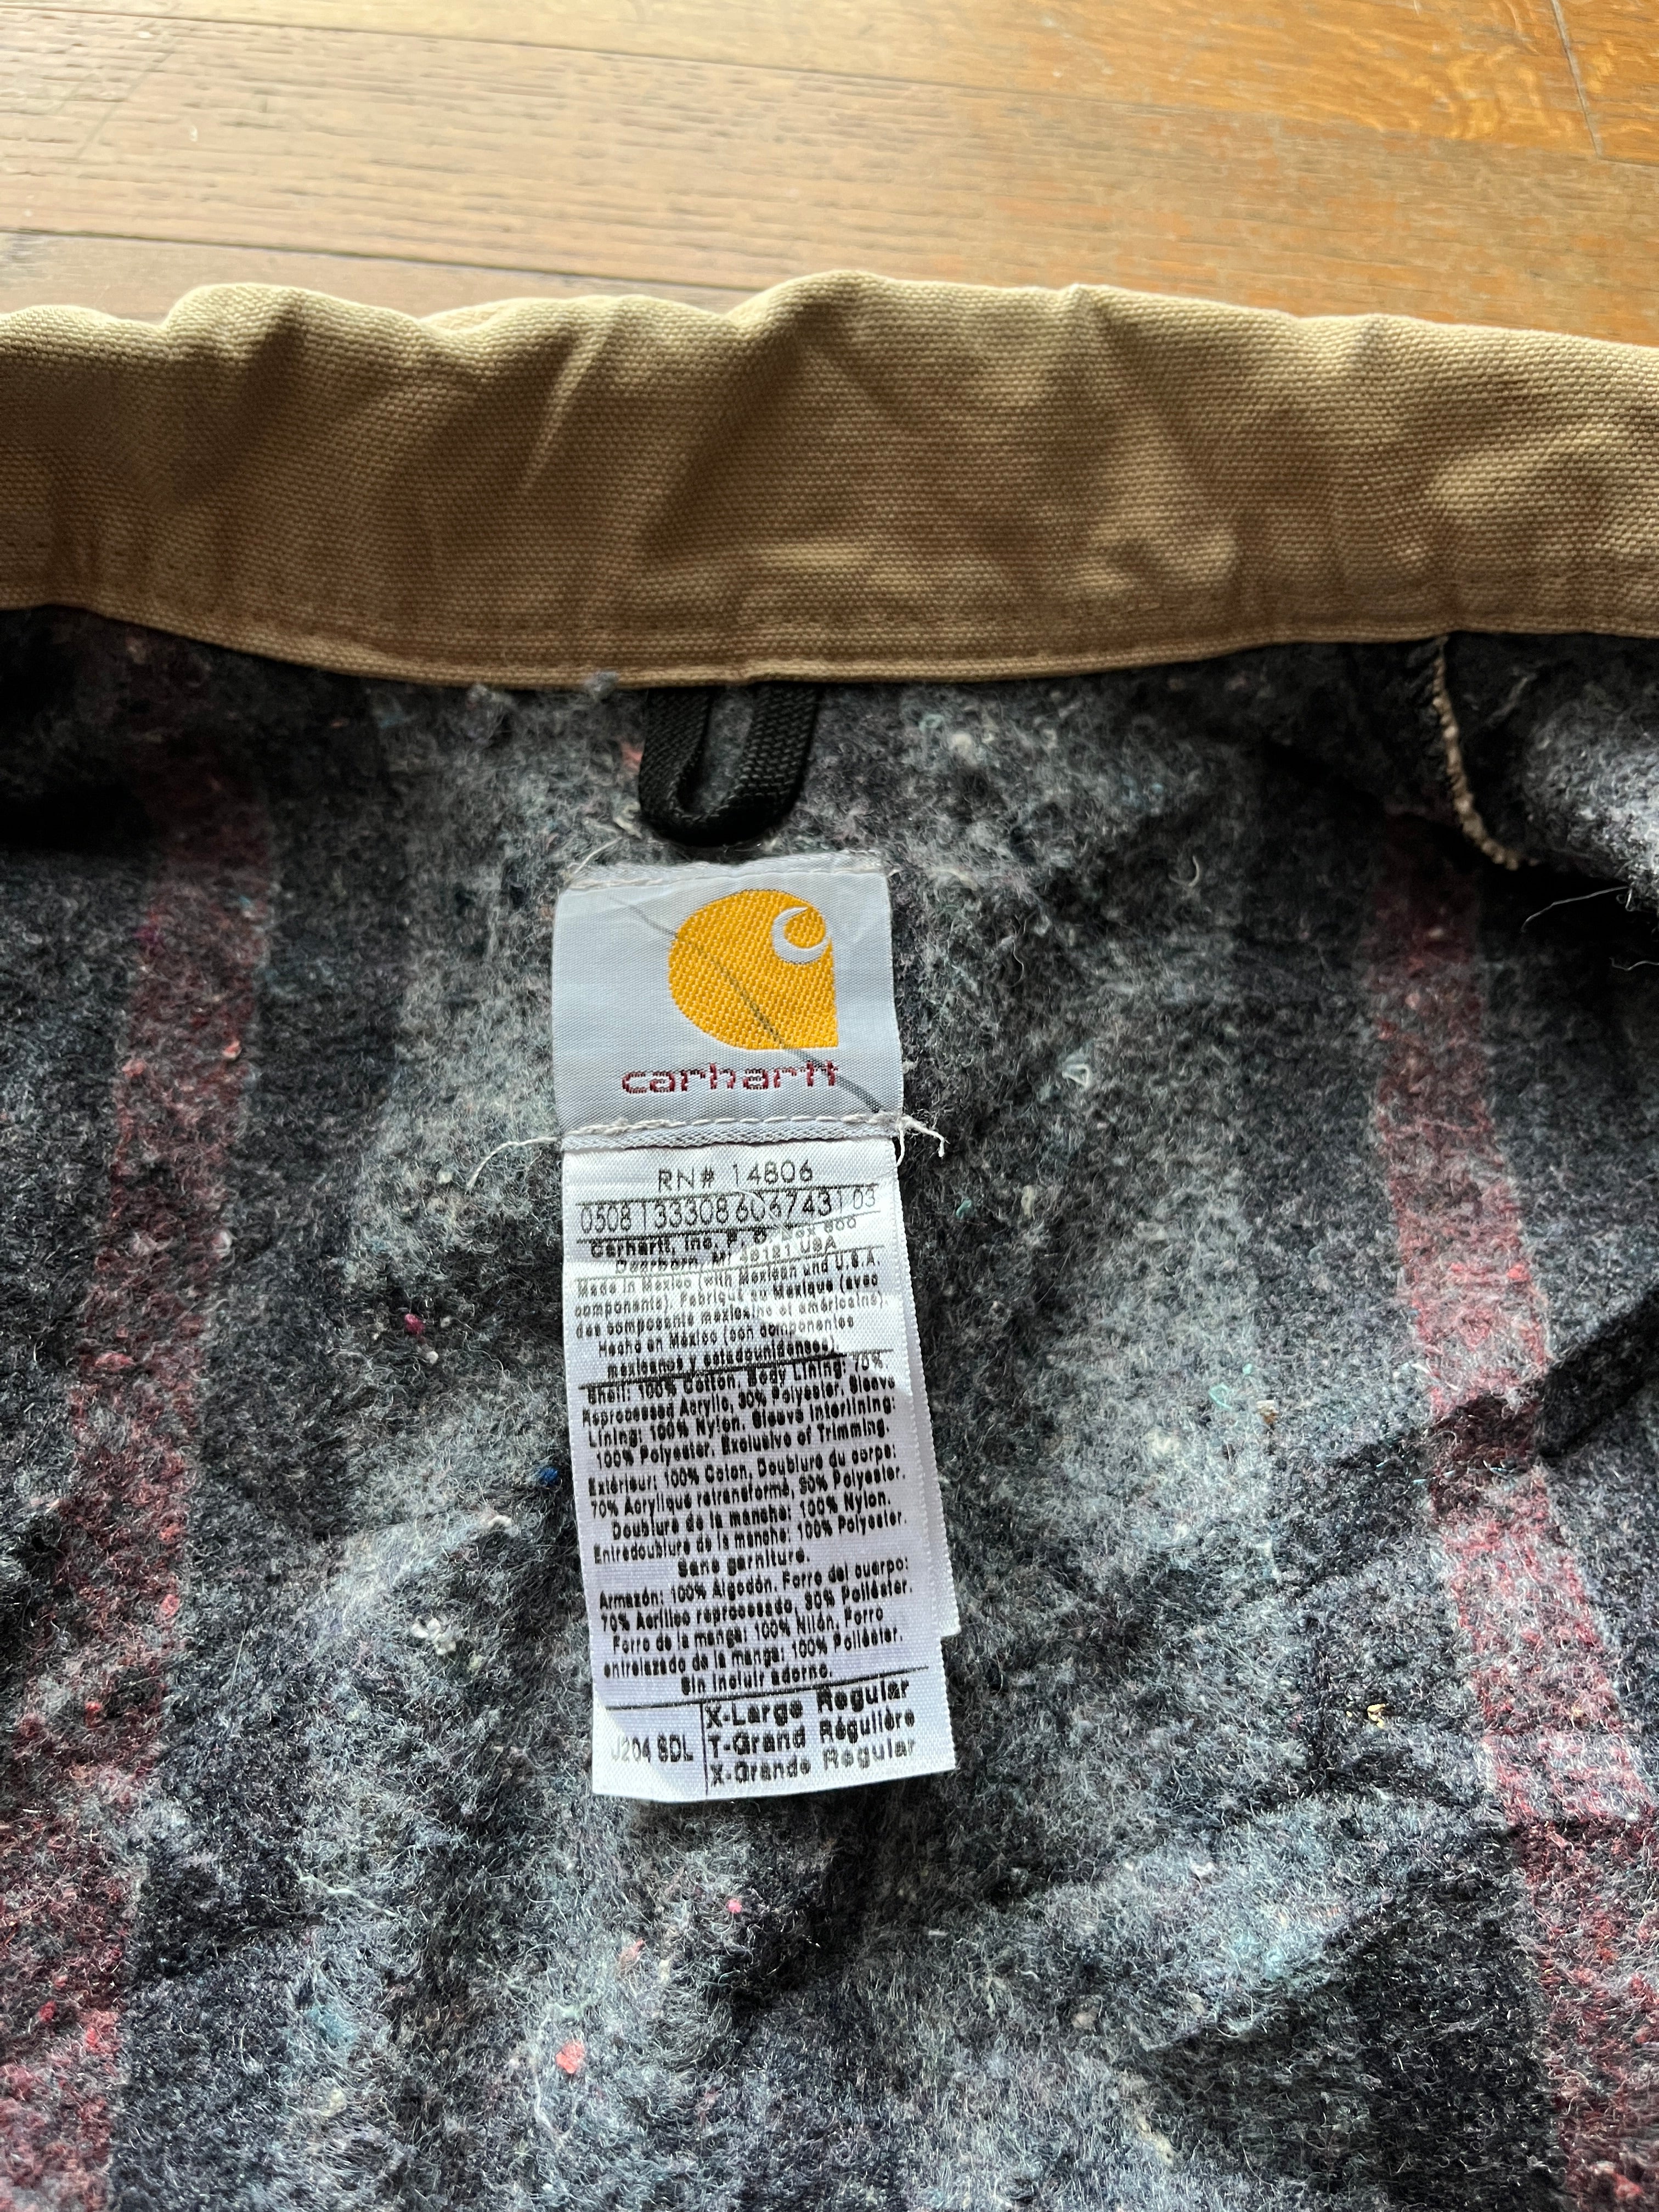 carhartt
RN# 14806
0508 133308606743 03
Carhartt, Inc, P. O. Box 600
Dearborn, MI 48121 USA
Made in Mexico (with Mexican and U.S.A.
components). Fabriqué au Mexique (avec
des composants mexicains et américains).
Hecho en México (con componentes
mexicanos y estadounidenses)
Shell: 100% Cotton, Body Lining: 70%
Reprocessed Acrylic, 30% Polyester, Sleeve
Lining: 100% Nylon. Sleeve Interlining:
100% Polyester. Exclusive of Trimming.
Extérieur: 100% Coton, Doublure du corps:
70% Acrylique retransformé, 30% Polyester.
Doublure de la manche: 100% Nylon.
Entredoublure de la manche: 100% Polyester.
Sans garniture.
Armazón: 100% Algodón. Forro del cuerpo:
70% Acrílico reprocesado, 30% Poliéster.
Forro de la manga: 100% Nilón, Forro
entrelazado de la manga: 100% Poliéster.
Sin incluir adorno.
J204 SDL
X-Large Regular
T-Grand Régulière
X-Grande Regular